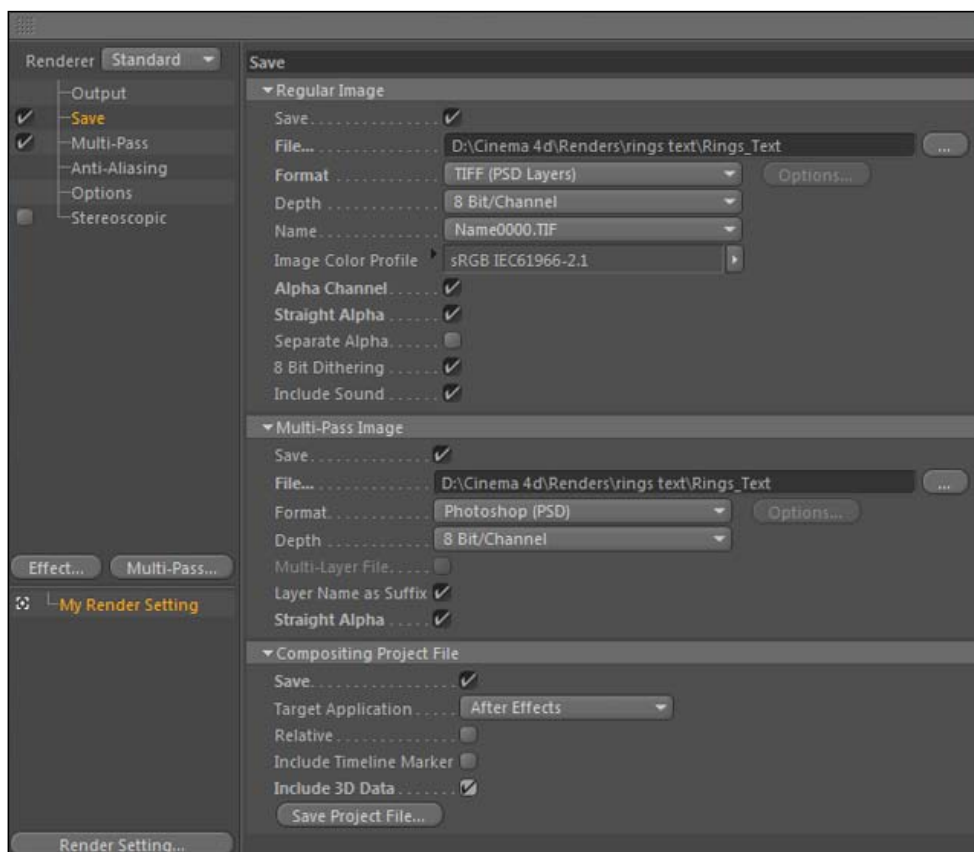 Renderer Standard
Output
Save
Multi-Pass
Anti-Aliasing
Options
Stereoscopic
Effect... Multi-Pass...
My Render Setting
Render Setting...
Save
Regular Image
Save
File... D:\Cinema 4d\Renders\rings text\Rings_Text ...
Format TIFF (PSD Layers) Options...
Depth 8 Bit/Channel
Name Name0000.TIF
Image Color Profile sRGB IEC61966-2.1
Alpha Channel
Straight Alpha
Separate Alpha
8 Bit Dithering
Include Sound
Multi-Pass Image
Save
File... D:\Cinema 4d\Renders\rings text\Rings_Text ...
Format Photoshop (PSD) Options...
Depth 8 Bit/Channel
Multi-Layer File
Layer Name as Suffix
Straight Alpha
Compositing Project File
Save
Target Application After Effects
Relative
Include Timeline Marker
Include 3D Data
Save Project File...